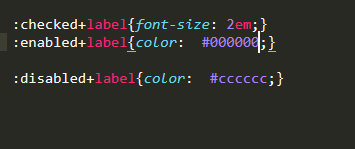 :checked+label{font-size: 2em;}
:enabled+label{color:  #000000;}
:disabled+label{color:  #cccccc;}